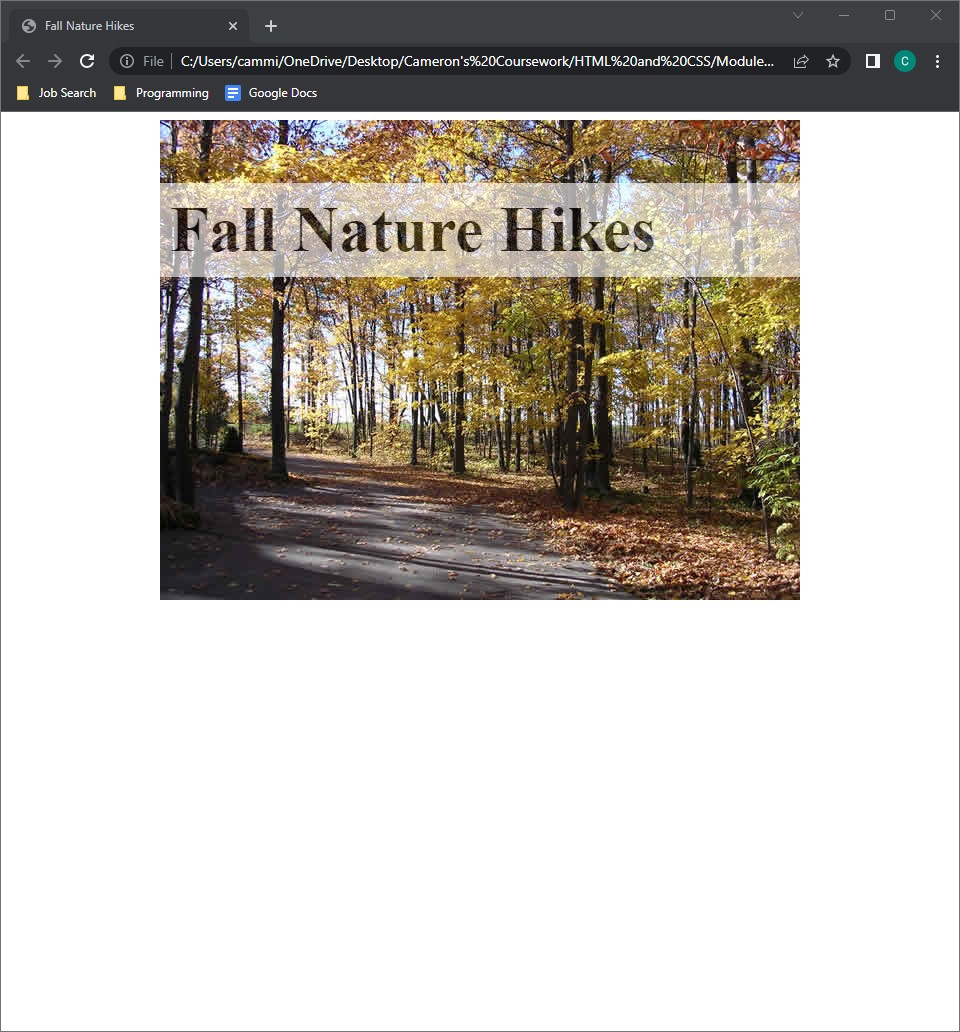 Fall Nature Hikes
File C:/Users/cammi/OneDrive/Desktop/Cameron's%20Coursework/HTML%20and%20CSS/Module... C
Job Search Programming Google Docs
Fall Nature Hikes